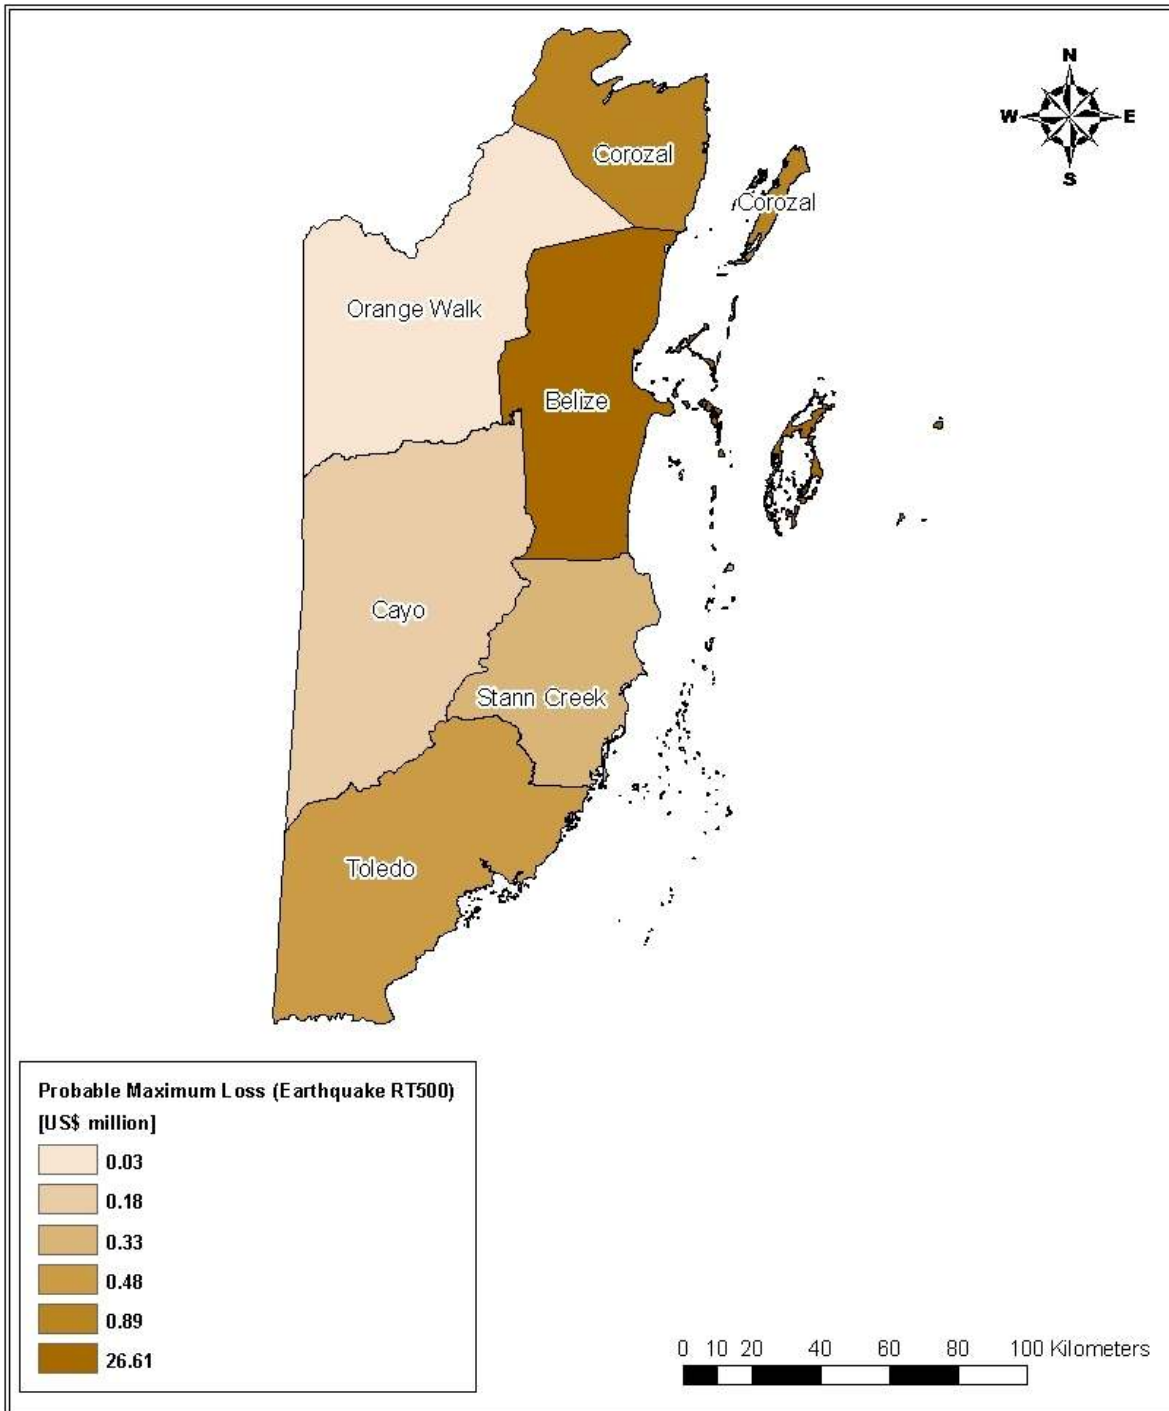 N
W E
S
Corozal
Corozal
Orange Walk
Belize
Cayo
Stann Creek
Toledo
Probable Maximum Loss (Earthquake RT500)
[US$ million]
0.03
0.18
0.33
0.48
0.89
26.61
0 10 20 40 60 80 100 Kilometers